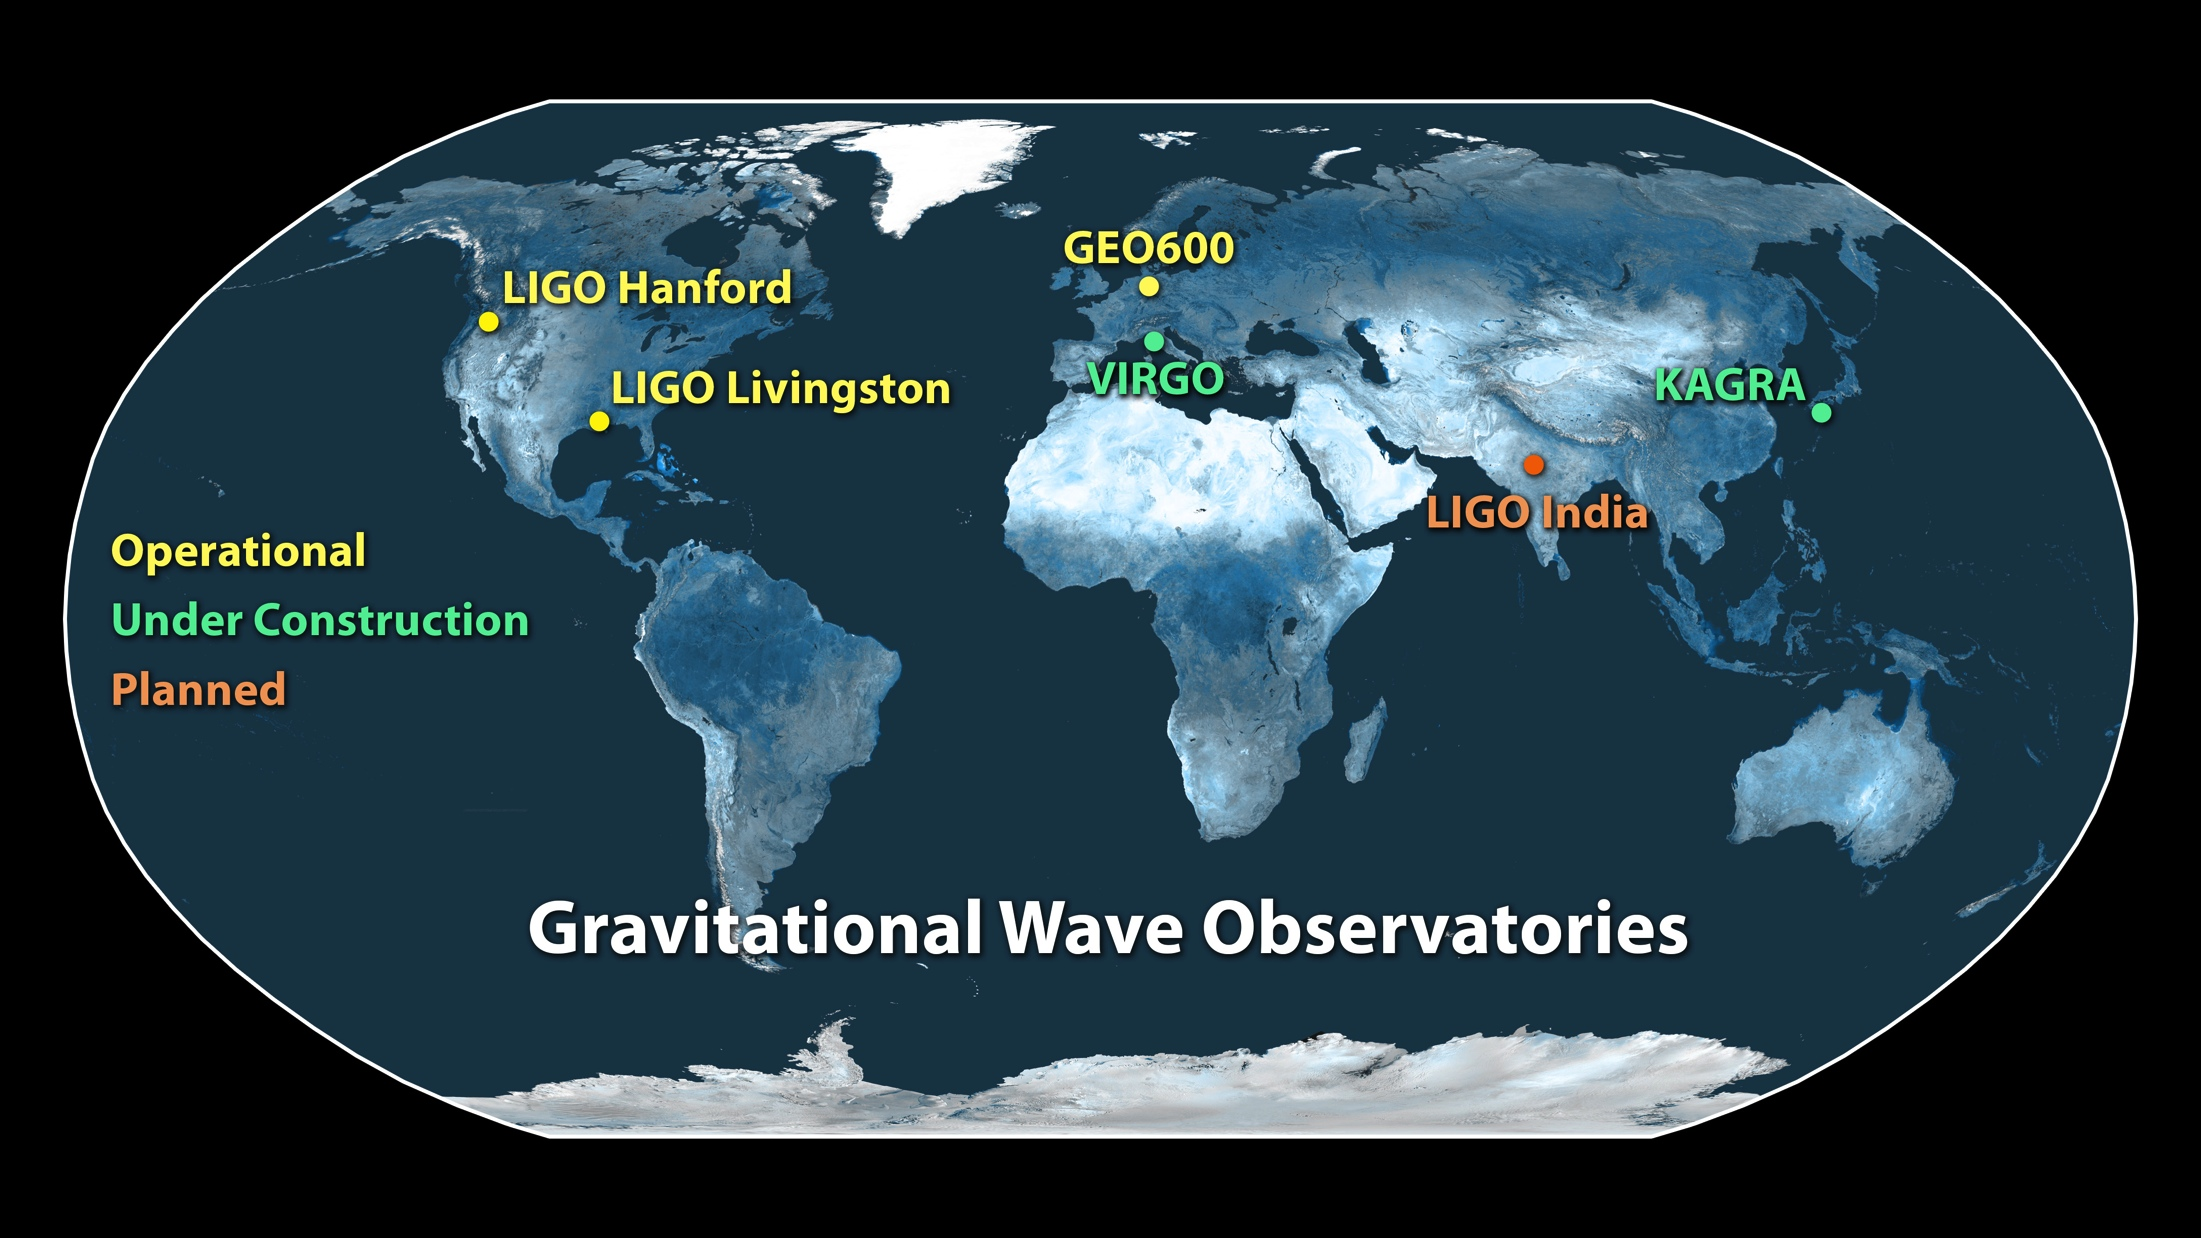 GEO600
LIGO Hanford
VIRGO
KAGRA
LIGO Livingston
LIGO India
Operational
Under Construction
Planned
Gravitational Wave Observatories